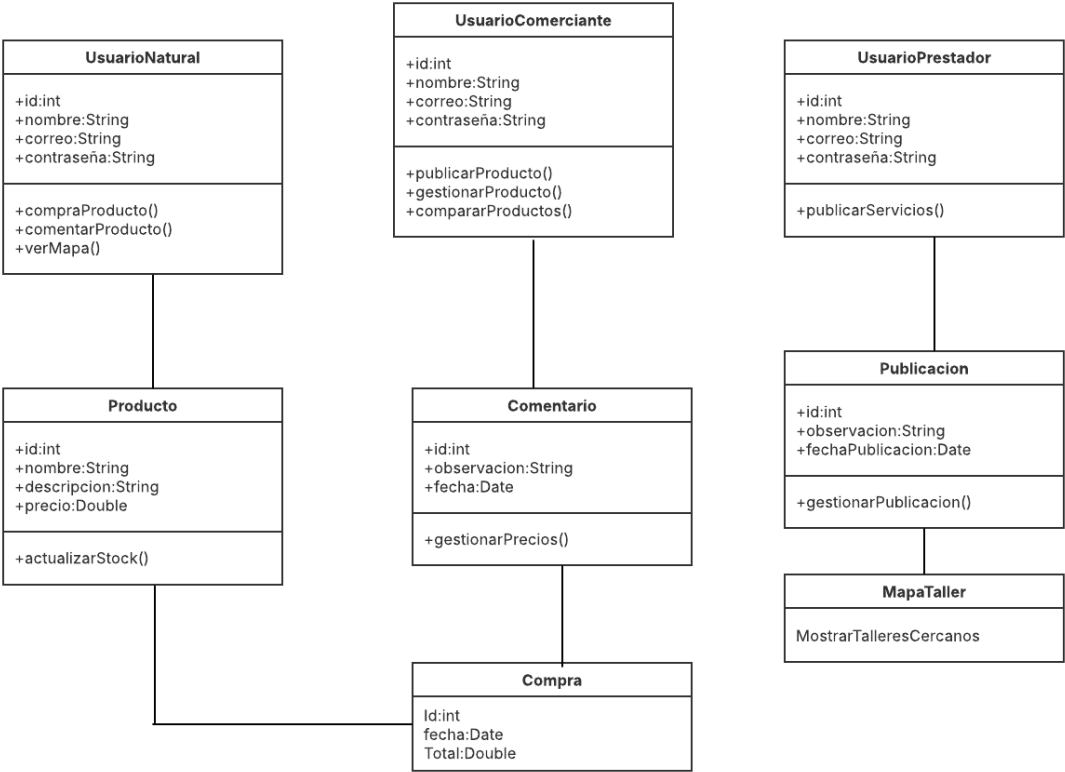 UsuarioNatural
+id:int
+nombre:String
+correo:String
+contraseña:String
+compraProducto()
+comentarProducto()
+verMapa()
UsuarioComerciante
+id:int
+nombre:String
+correo:String
+contraseña:String
+publicarProducto()
+gestionarProducto()
+compararProductos()
UsuarioPrestador
+id:int
+nombre:String
+correo:String
+contraseña:String
+publicarServicios()
Producto
+id:int
+nombre:String
+descripcion:String
+precio:Double
+actualizarStock()
Comentario
+id:int
+observacion:String
+fecha:Date
+gestionarPrecios()
Publicacion
+id:int
+observacion:String
+fechaPublicacion:Date
+gestionarPublicacion()
MapaTaller
MostrarTalleresCercanos
Compra
Id:int
fecha:Date
Total:Double